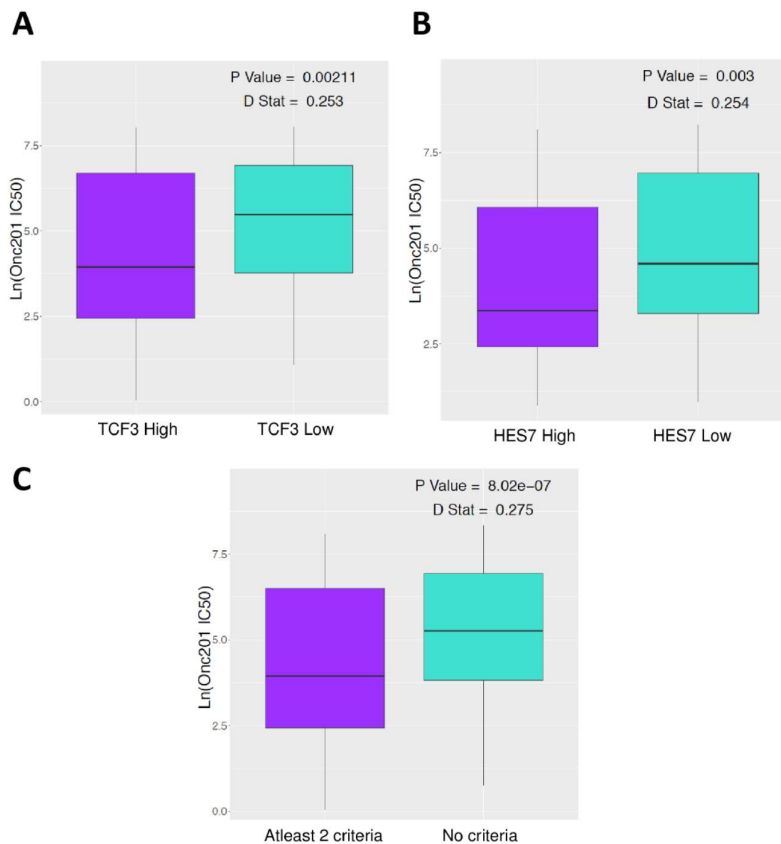 A
P Value = 0.00211
D Stat = 0.253
7.5
5.0
2.5
0.0
Ln(Onc201 IC50)
TCF3 High
TCF3 Low
B
P Value = 0.003
D Stat = 0.254
7.5
5.0
2.5
Ln(Onc201 IC50)
HES7 High
HES7 Low
C
P Value = 8.02e-07
D Stat = 0.275
7.5
5.0
2.5
0.0
Ln(Onc201 IC50)
Atleast 2 criteria
No criteria